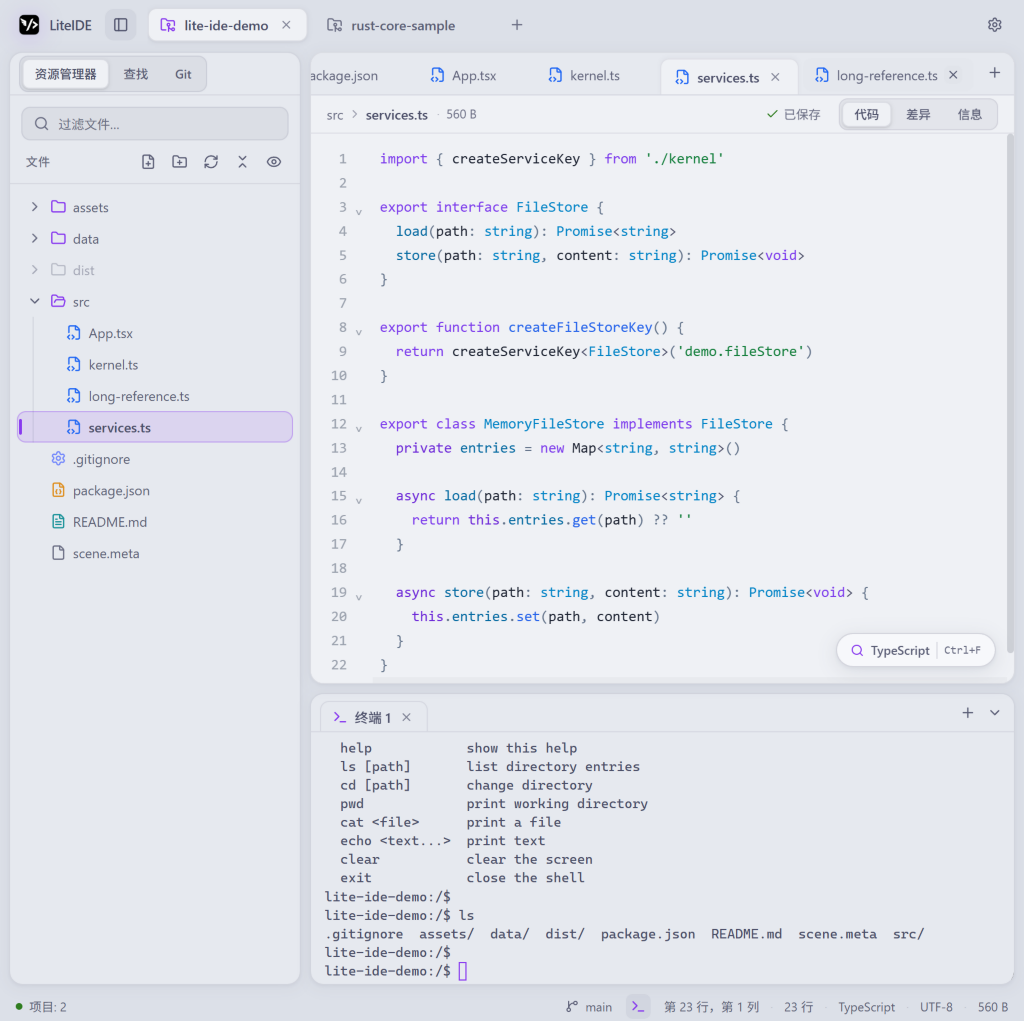 LiteIDE lite-ide-demo rust-core-sample
资源管理器 查找 Git
过滤文件...
文件
assets
data
dist
src
App.tsx
kernel.ts
long-reference.ts
services.ts
.gitignore
package.json
README.md
scene.meta
ackage.json App.tsx kernel.ts services.ts long-reference.ts
src services.ts · 560 B 已保存 代码 差异 信息
1 import { createServiceKey } from './kernel'
2
3 export interface FileStore {
4 load(path: string): Promise<string>
5 store(path: string, content: string): Promise<void>
6 }
7
8 export function createFileStoreKey() {
9 return createServiceKey<FileStore>('demo.fileStore')
10 }
11
12 export class MemoryFileStore implements FileStore {
13 private entries = new Map<string, string>()
14
15 async load(path: string): Promise<string> {
16 return this.entries.get(path) ?? ''
17 }
18
19 async store(path: string, content: string): Promise<void> {
20 this.entries.set(path, content)
21 }
22 }
TypeScript Ctrl+F
终端 1
help show this help
ls [path] list directory entries
cd [path] change directory
pwd print working directory
cat <file> print a file
echo <text...> print text
clear clear the screen
exit close the shell
lite-ide-demo:/$
lite-ide-demo:/$ ls
.gitignore assets/ data/ dist/ package.json README.md scene.meta src/
lite-ide-demo:/$
lite-ide-demo:/$
项目: 2 main 第 23 行，第 1 列 · 23 行 · TypeScript · UTF-8 · 560 B